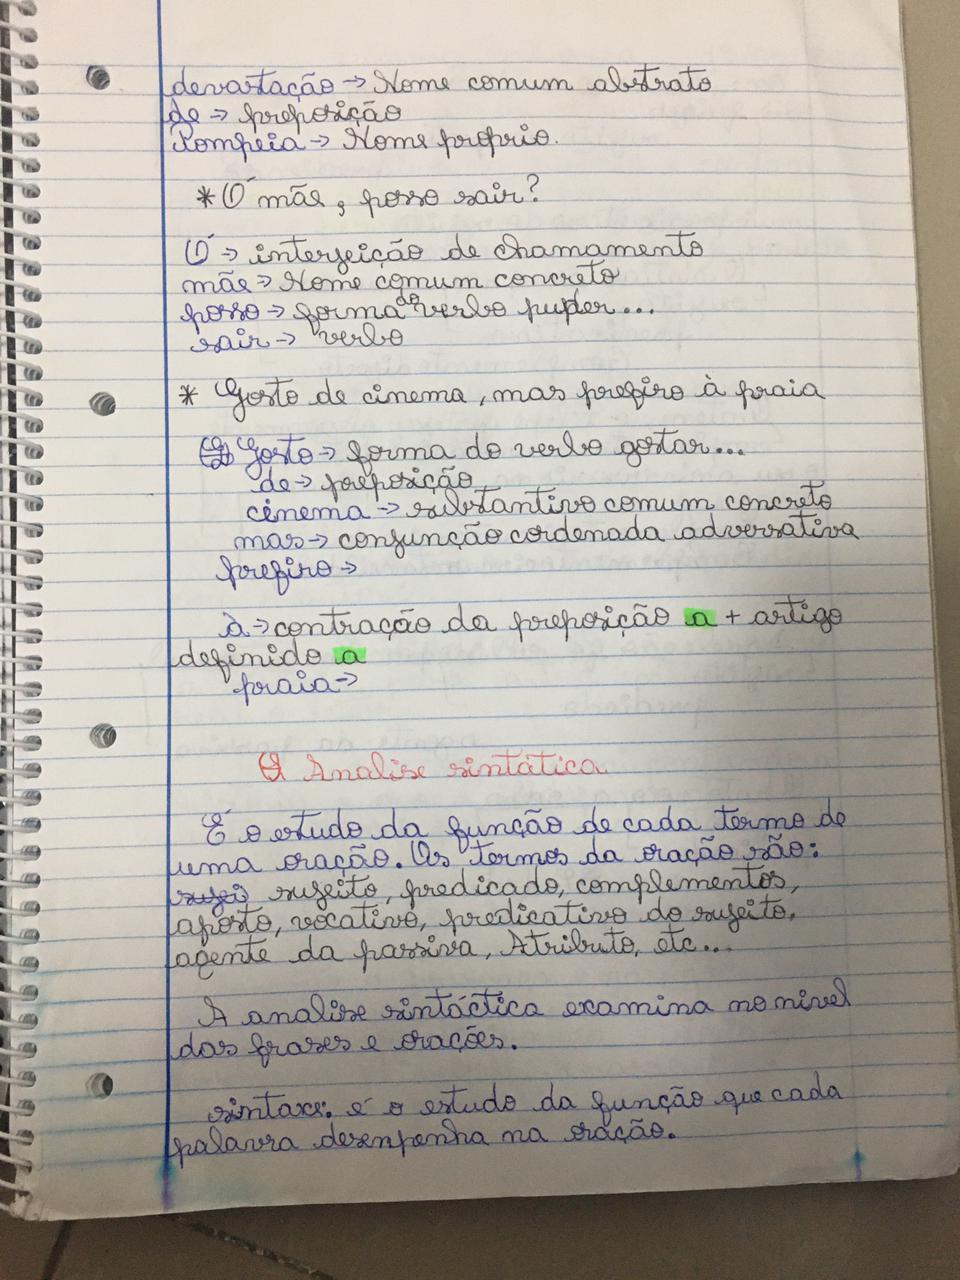 devastação → Nome comum abstrato
de → preposição
Pompeia → Nome proprio.
* Ó mãe, posso sair?
Ó → interjeição de chamamento
mãe → Nome comum concreto
posso → forma do verbo puder...
sair → verbo
* Gosto de cinema, mas prefiro à praia
Gosto → forma do verbo gostar...
de → preposição
cinema → substantivo comum concreto
mas → conjunção cordenada adversativa
prefiro →
à → contração da preposição a + artigo
definido a
praia →
Analise sintática
É o estudo da função de cada termo de
uma oração. Os termos da oração são:
sujei sujeito, predicado, complementos,
aposto, vocativo, predicativo do sujeito,
agente da passiva, Atributo, etc...
A analise sintáctica examina no nivel
das frases e orações.
sintaxe: é o estudo da função que cada
palavra desenpenha na oração.